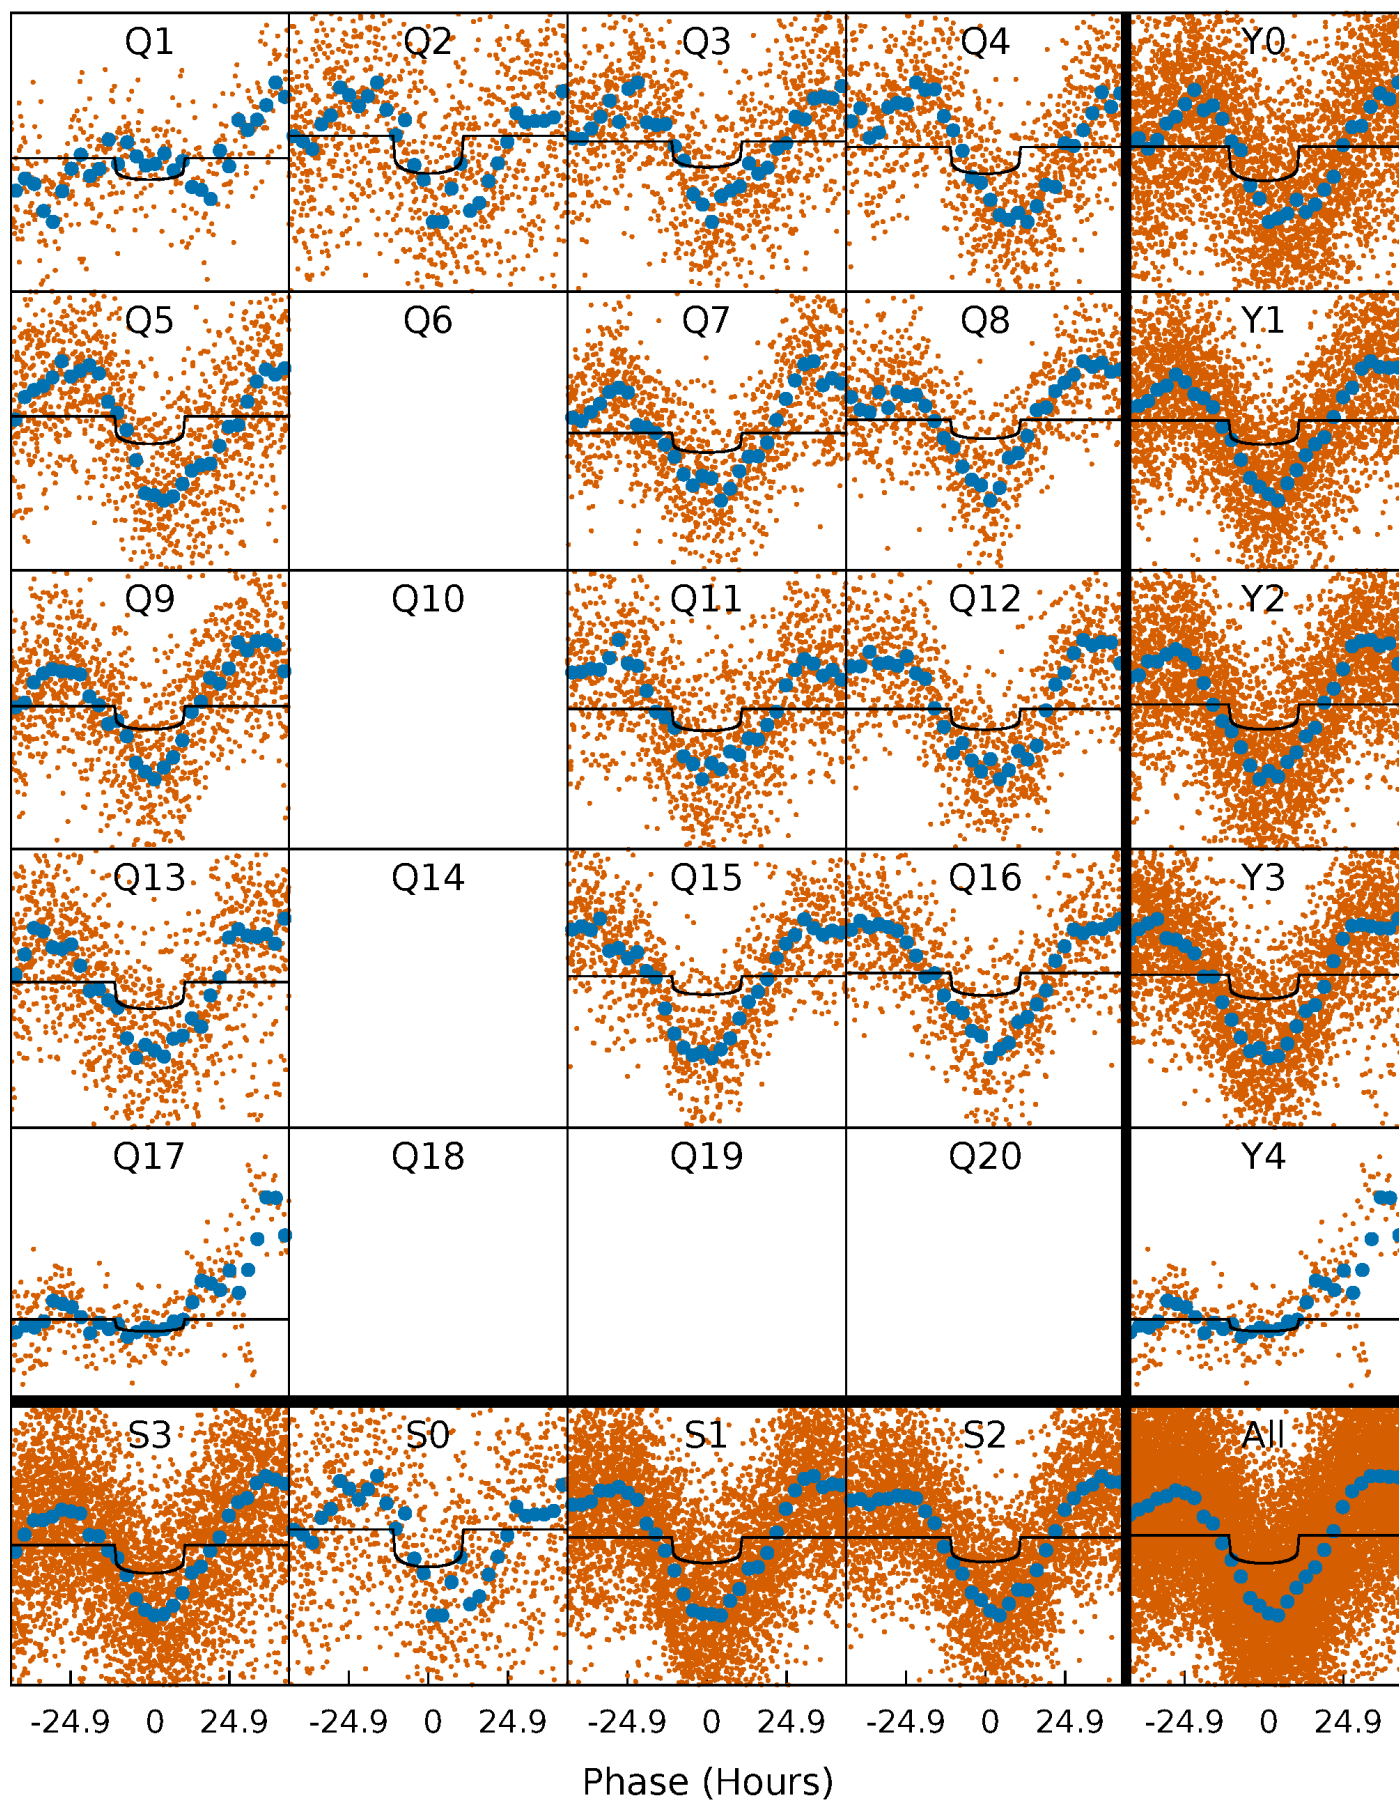 Q1 Q2 Q3 Q4 Y0
Q5 Q6 Q7 Q8 Y1
Q9 Q10 Q11 Q12 Y2
Q13 Q14 Q15 Q16 Y3
Q17 Q18 Q19 Q20 Y4
S3 S0 S1 S2 All
-24.9 0 24.9 -24.9 0 24.9 -24.9 0 24.9 -24.9 0 24.9 -24.9 0 24.9
Phase (Hours)